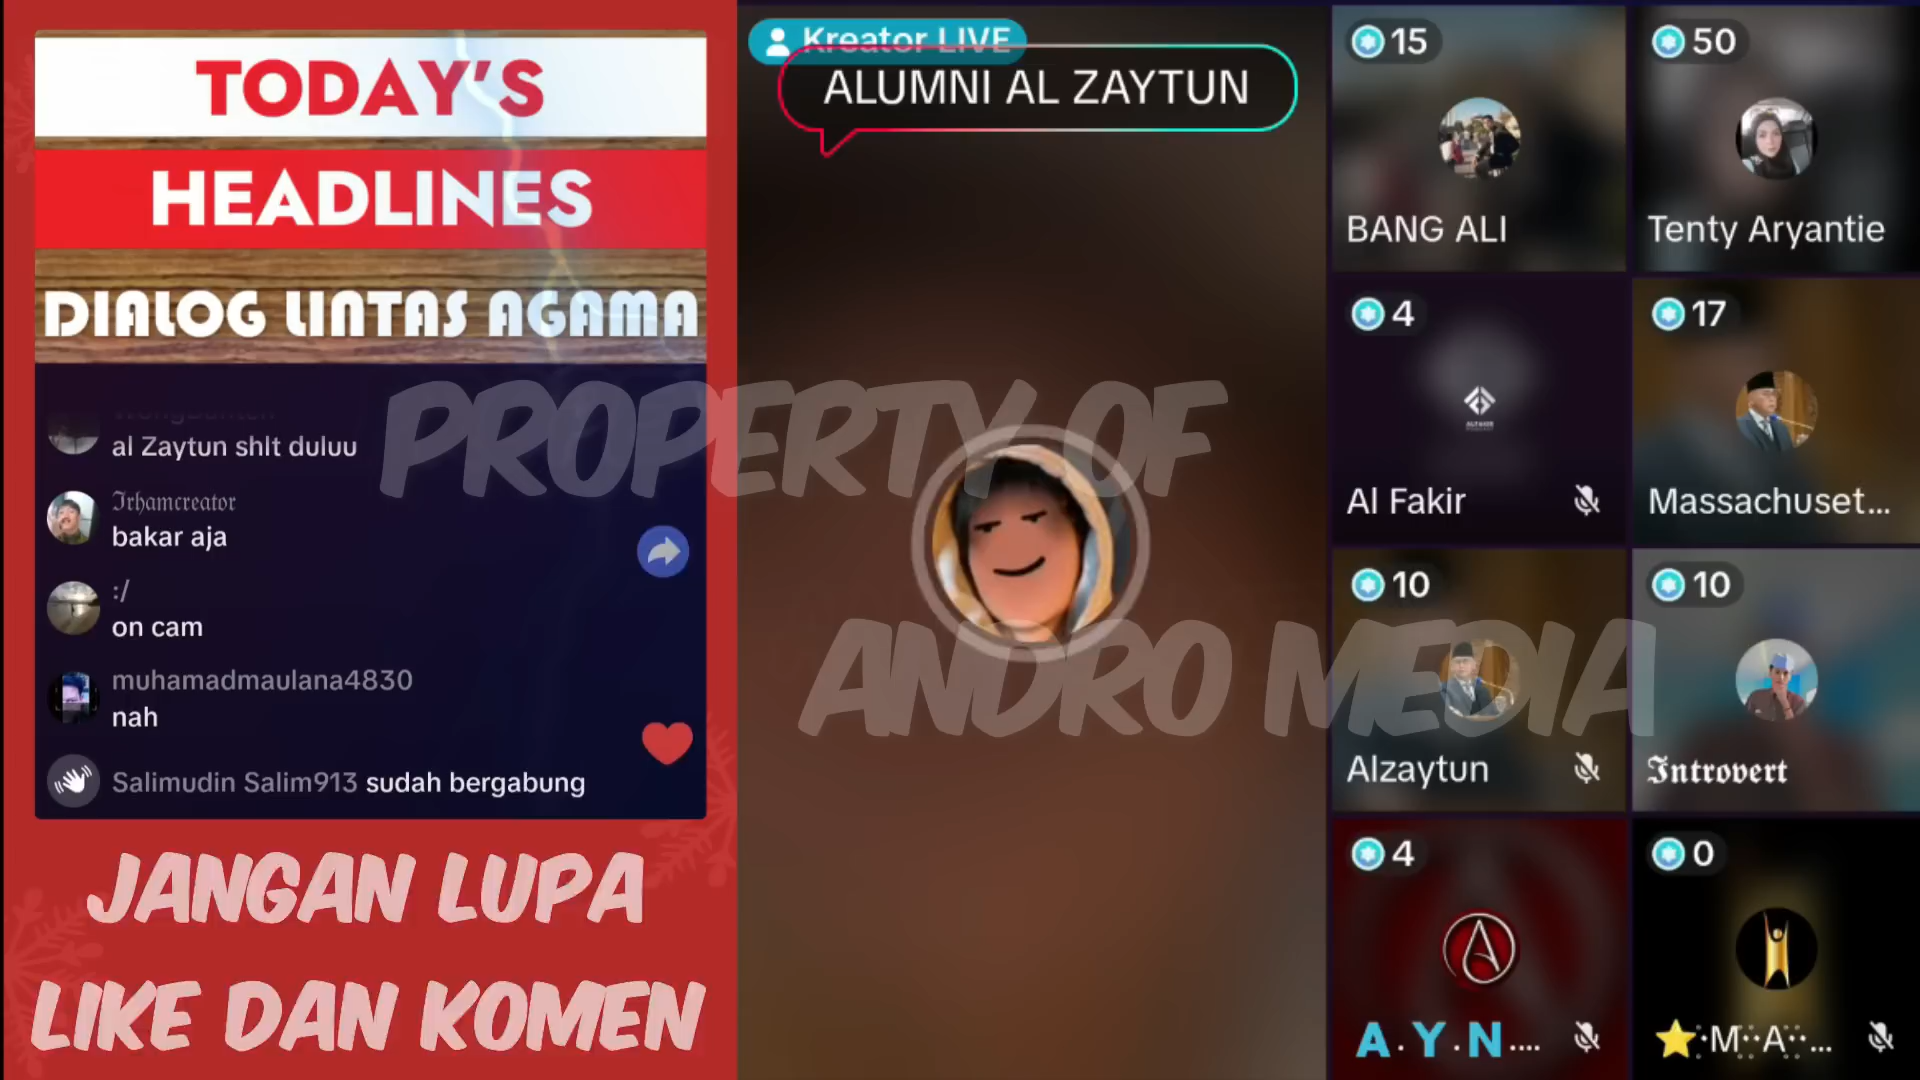 TODAY'S
HEADLINES
DIALOG LINTAS AGAMA
al Zaytun shlt duluu
Irhamcreator
bakar aja
:/
on cam
muhamadmaulana4830
nah
Salimudin Salim913 sudah bergabung
JANGAN LUPA
LIKE DAN KOMEN
Kreator LIVE
ALUMNI AL ZAYTUN
PROPERTY OF
ANDRO MEDIA
15
BANG ALI
50
Tenty Aryantie
4
Al Fakir
17
Massachuset...
10
Alzaytun
10
Introvert
4
A.Y.N....
0
M··A··...